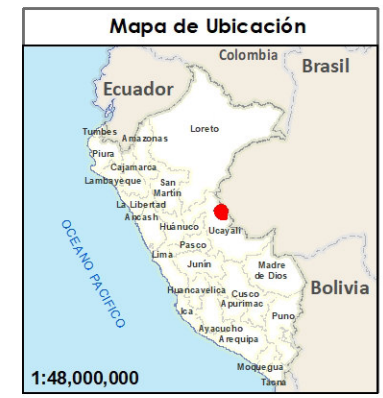 Mapa de Ubicación
Colombia
Brasil
Ecuador
Tumbes
Amazonas
Loreto
Piura
Cajamarca
Lambayeque
San
Martín
La Libertad
Ancash
Huánuco
Ucayali
Pasco
Lima
Junín
Madre
de Dios
Huancavelica
Cusco
Apurimac
Bolivia
Ica
Puno
Ayacucho
Arequipa
Moquegua
Tacna
OCEANO PACIFICO
1:48,000,000